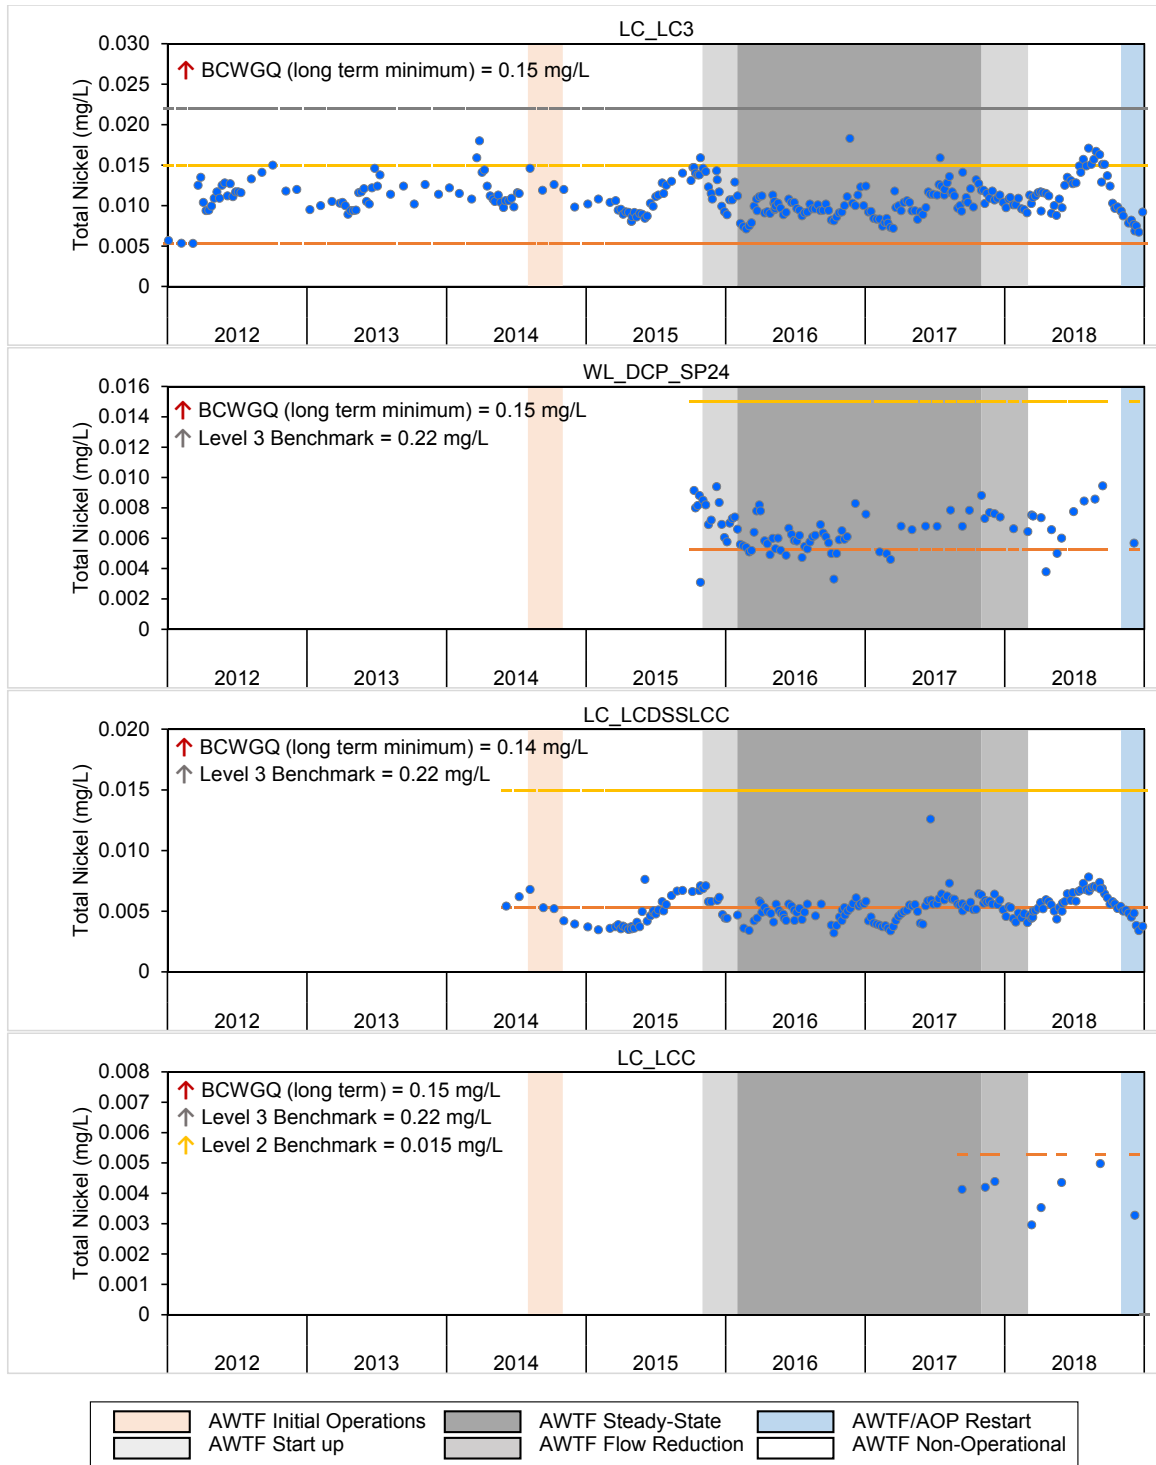 LC_LC3
0.030
0.025
0.020
0.015
0.010
0.005
0
Total Nickel (mg/L)
↑ BCWGQ (long term minimum) = 0.15 mg/L
2012 2013 2014 2015 2016 2017 2018
WL_DCP_SP24
0.016
0.014
0.012
0.010
0.008
0.006
0.004
0.002
0
Total Nickel (mg/L)
↑ BCWGQ (long term minimum) = 0.15 mg/L
↑ Level 3 Benchmark = 0.22 mg/L
2012 2013 2014 2015 2016 2017 2018
LC_LCDSSLCC
0.020
0.015
0.010
0.005
0
Total Nickel (mg/L)
↑ BCWGQ (long term minimum) = 0.14 mg/L
↑ Level 3 Benchmark = 0.22 mg/L
2012 2013 2014 2015 2016 2017 2018
LC_LCC
0.008
0.007
0.006
0.005
0.004
0.003
0.002
0.001
0
Total Nickel (mg/L)
↑ BCWGQ (long term) = 0.15 mg/L
↑ Level 3 Benchmark = 0.22 mg/L
↑ Level 2 Benchmark = 0.015 mg/L
2012 2013 2014 2015 2016 2017 2018
AWTF Initial Operations AWTF Steady-State AWTF/AOP Restart
AWTF Start up AWTF Flow Reduction AWTF Non-Operational